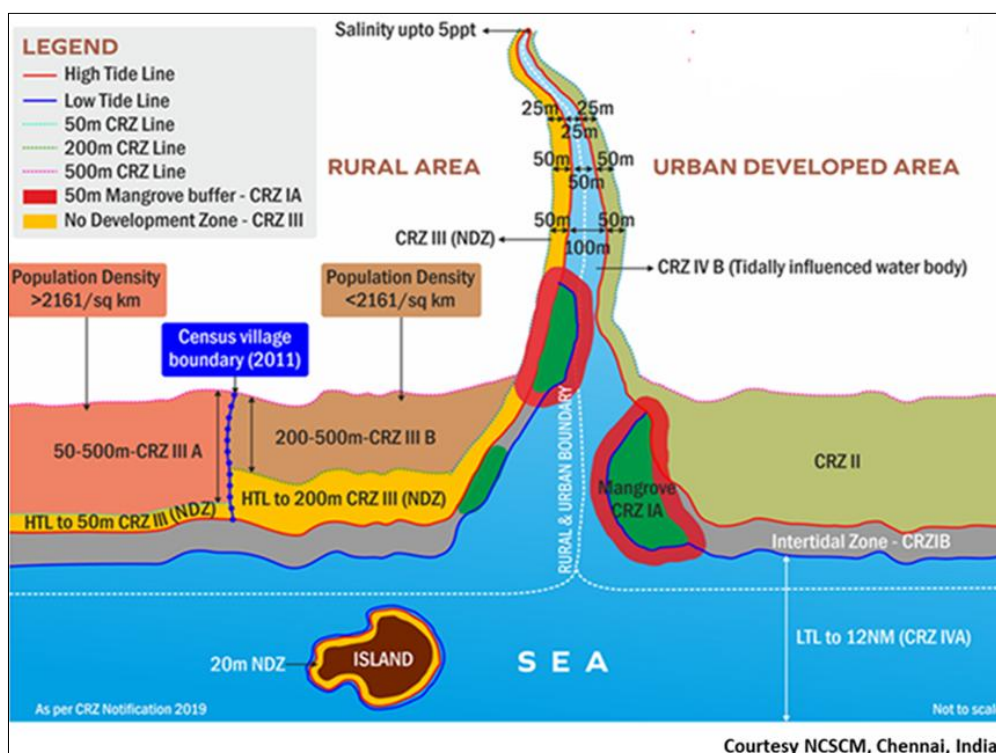 Salinity upto 5ppt
LEGEND
High Tide Line
Low Tide Line
50m CRZ Line
200m CRZ Line
500m CRZ Line
50m Mangrove buffer - CRZ IA
No Development Zone - CRZ III
RURAL AREA
URBAN DEVELOPED AREA
25m
25m
25m
50m
50m
50m
50m
50m
100m
CRZ III (NDZ)
CRZ IV B (Tidally influenced water body)
Population Density
>2161/sq km
Population Density
<2161/sq km
Census village
boundary (2011)
50-500m-CRZ III A
200-500m-CRZ III B
HTL to 50m CRZ III (NDZ)
HTL to 200m CRZ III (NDZ)
RURAL & URBAN BOUNDARY
Mangrove
CRZ IA
CRZ II
Intertidal Zone - CRZIB
LTL to 12NM (CRZ IVA)
20m NDZ
ISLAND
SEA
As per CRZ Notification 2019
Not to scale
Courtesy NCSCM, Chennai, India